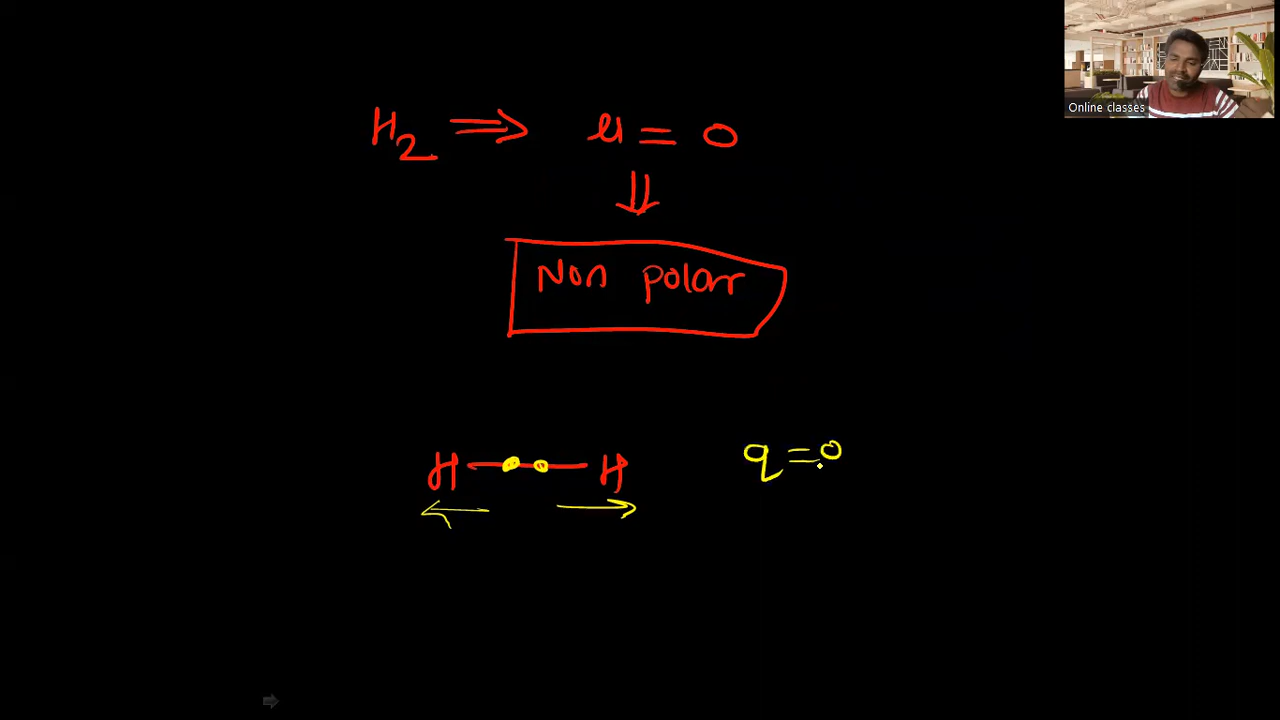 Online classes
H₂ ⇒ μ = 0
⇓
Non polar
H — H q = 0
← →